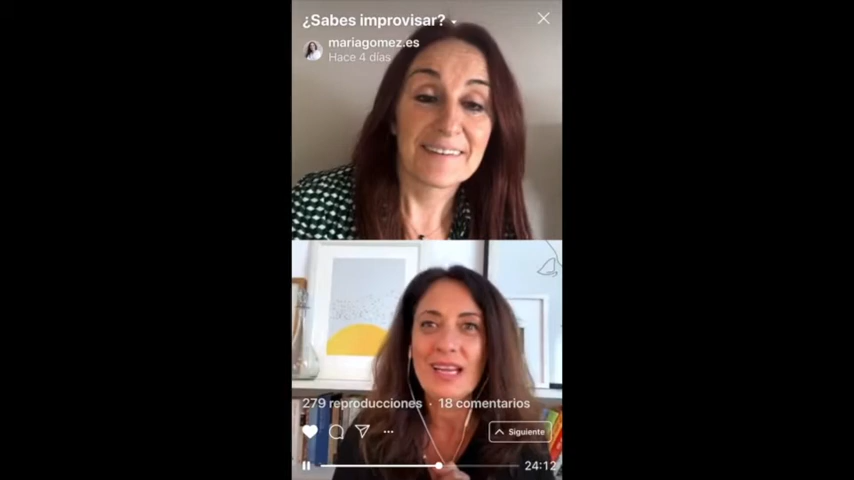 ¿Sabes improvisar?
mariagomez.es
Hace 4 días
279 reproducciones · 18 comentarios
Siguiente
24:12